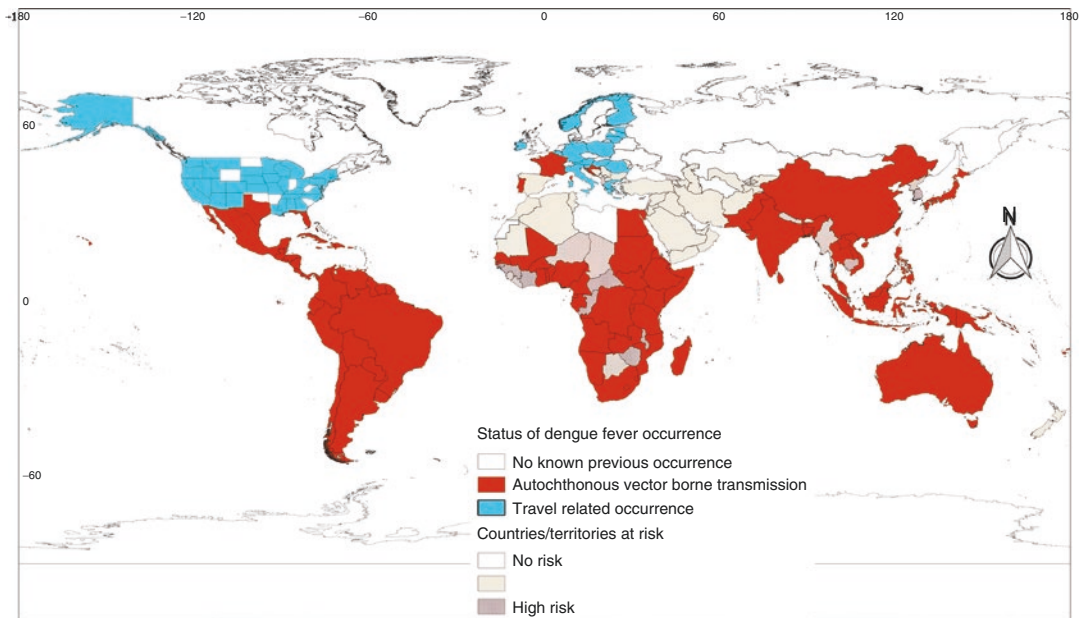 -180 -120 -60 0 60 120 180
60
0
-60
N
Status of dengue fever occurrence
No known previous occurrence
Autochthonous vector borne transmission
Travel related occurrence
Countries/territories at risk
No risk
High risk